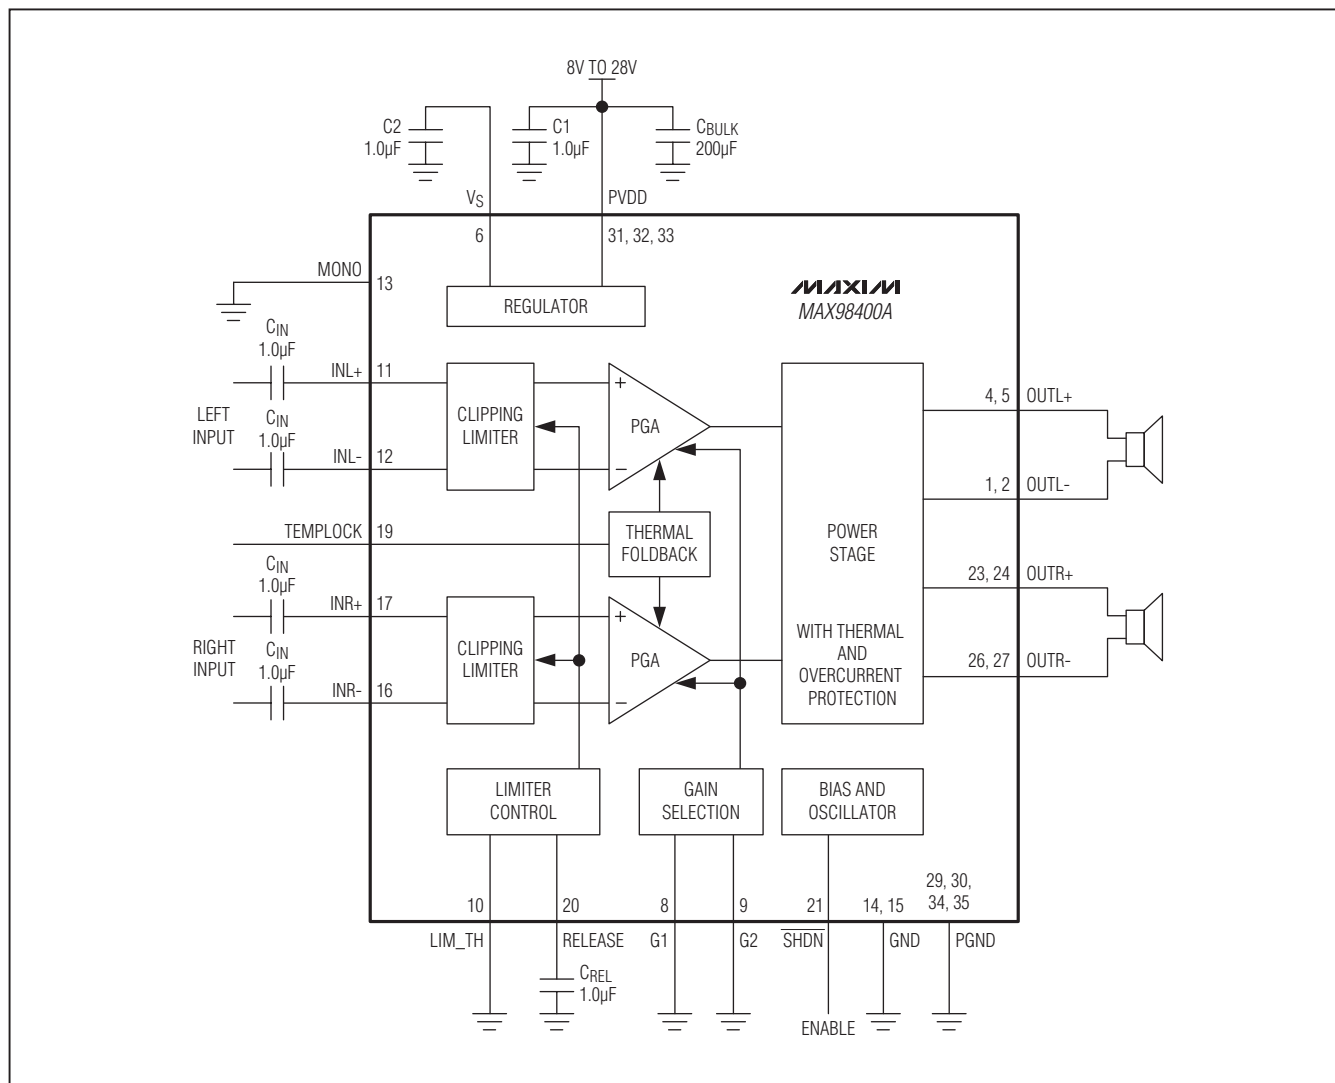 8V TO 28V
C2
1.0µF
C1
1.0µF
CBULK
200µF
VS
PVDD
6
31, 32, 33
MONO
13
REGULATOR
MAXIM
MAX98400A
CIN
1.0µF
INL+
11
LEFT
INPUT
CIN
1.0µF
INL-
12
CLIPPING
LIMITER
+
PGA
−
4, 5
OUTL+
1, 2
OUTL-
TEMPLOCK
19
THERMAL
FOLDBACK
POWER
STAGE
WITH THERMAL
AND
OVERCURRENT
PROTECTION
CIN
1.0µF
INR+
17
RIGHT
INPUT
CIN
1.0µF
INR-
16
CLIPPING
LIMITER
+
PGA
−
23, 24
OUTR+
26, 27
OUTR-
LIMITER
CONTROL
GAIN
SELECTION
BIAS AND
OSCILLATOR
10
20
8
9
21
14, 15
29, 30,
34, 35
LIM_TH
RELEASE
G1
G2
SHDN
GND
PGND
CREL
1.0µF
ENABLE